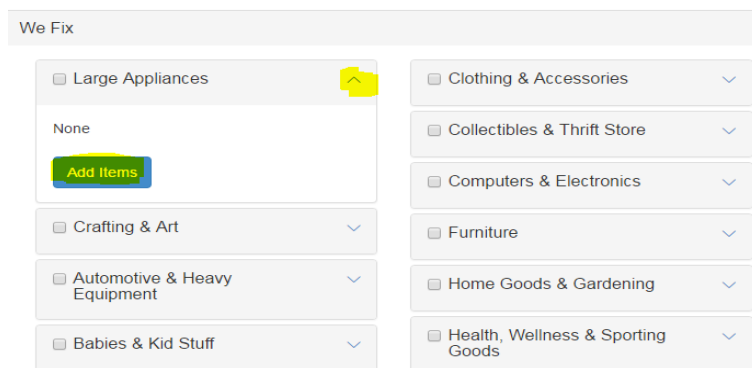 We Fix
Large Appliances
None
Add Items
Crafting & Art
Automotive & Heavy
Equipment
Babies & Kid Stuff
Clothing & Accessories
Collectibles & Thrift Store
Computers & Electronics
Furniture
Home Goods & Gardening
Health, Wellness & Sporting
Goods